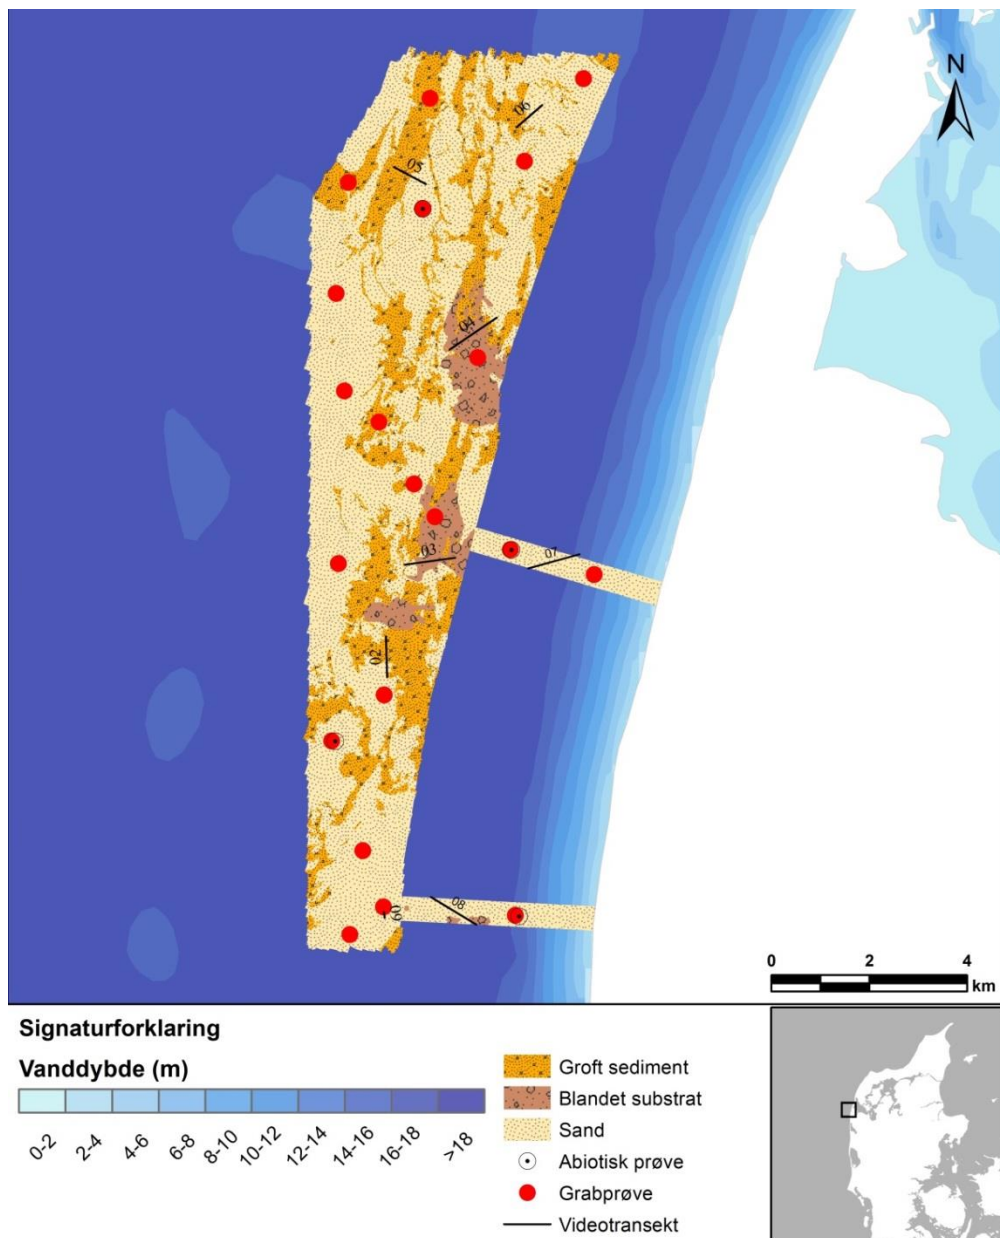 N
06
05
04
03
07
02
08
09
0 2 4
km
Signaturforklaring
Vanddybde (m)
0-2 2-4 4-6 6-8 8-10 10-12 12-14 14-16 16-18 >18
Groft sediment
Blandet substrat
Sand
Abiotisk prøve
Grabprøve
Videotransekt